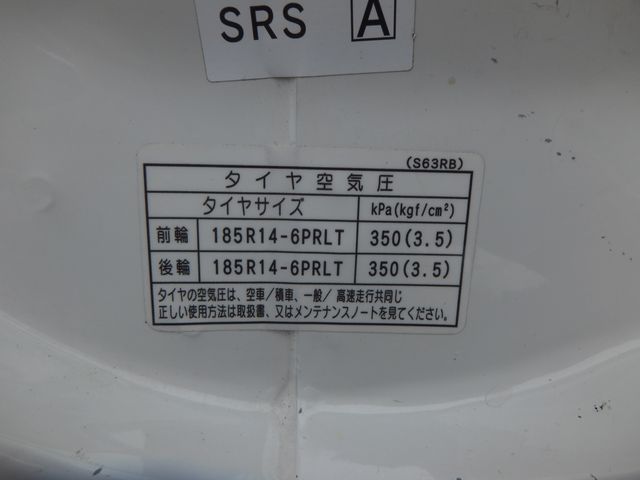 SRS A
(S63RB)
タイヤ空気圧
タイヤサイズ kPa(kgf/cm²)
前輪 185R14-6PRLT 350(3.5)
後輪 185R14-6PRLT 350(3.5)
タイヤの空気圧は、空車/積車、一般/高速走行共同じ
正しい使用方法は取扱書、又はメンテナンスノートを見てください。